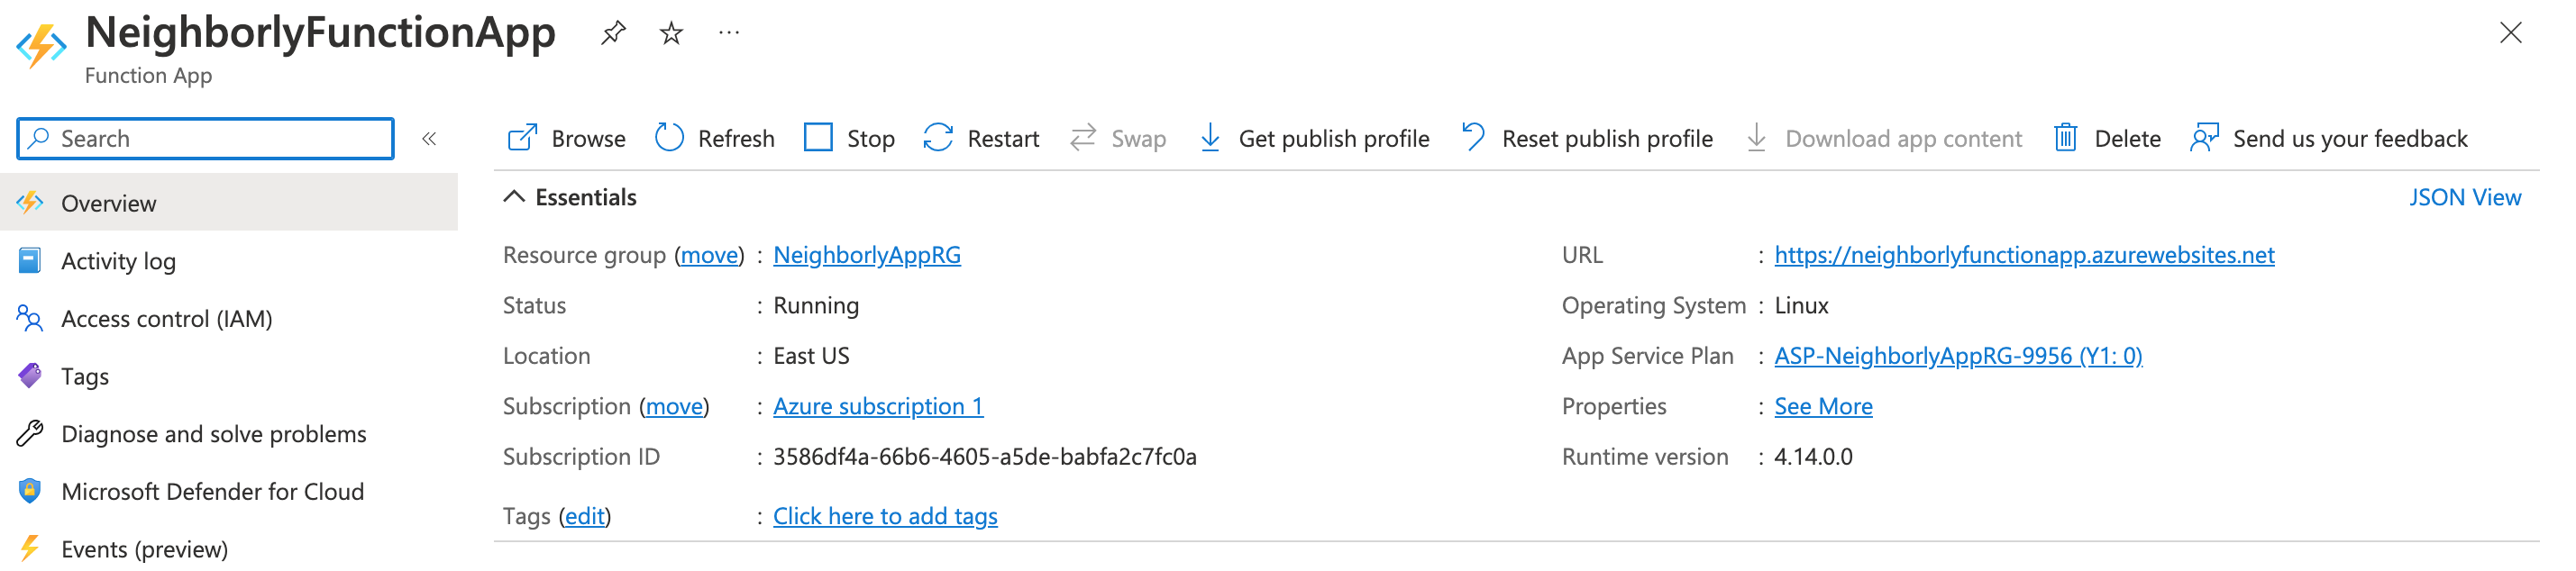 NeighborlyFunctionApp
Function App
Search
Browse Refresh Stop Restart Swap Get publish profile Reset publish profile Download app content Delete Send us your feedback
Overview
Activity log
Access control (IAM)
Tags
Diagnose and solve problems
Microsoft Defender for Cloud
Events (preview)
Essentials
JSON View
Resource group (move) : NeighborlyAppRG
Status : Running
Location : East US
Subscription (move) : Azure subscription 1
Subscription ID : 3586df4a-66b6-4605-a5de-babfa2c7fc0a
Tags (edit) : Click here to add tags
URL : https://neighborlyfunctionapp.azurewebsites.net
Operating System : Linux
App Service Plan : ASP-NeighborlyAppRG-9956 (Y1: 0)
Properties : See More
Runtime version : 4.14.0.0